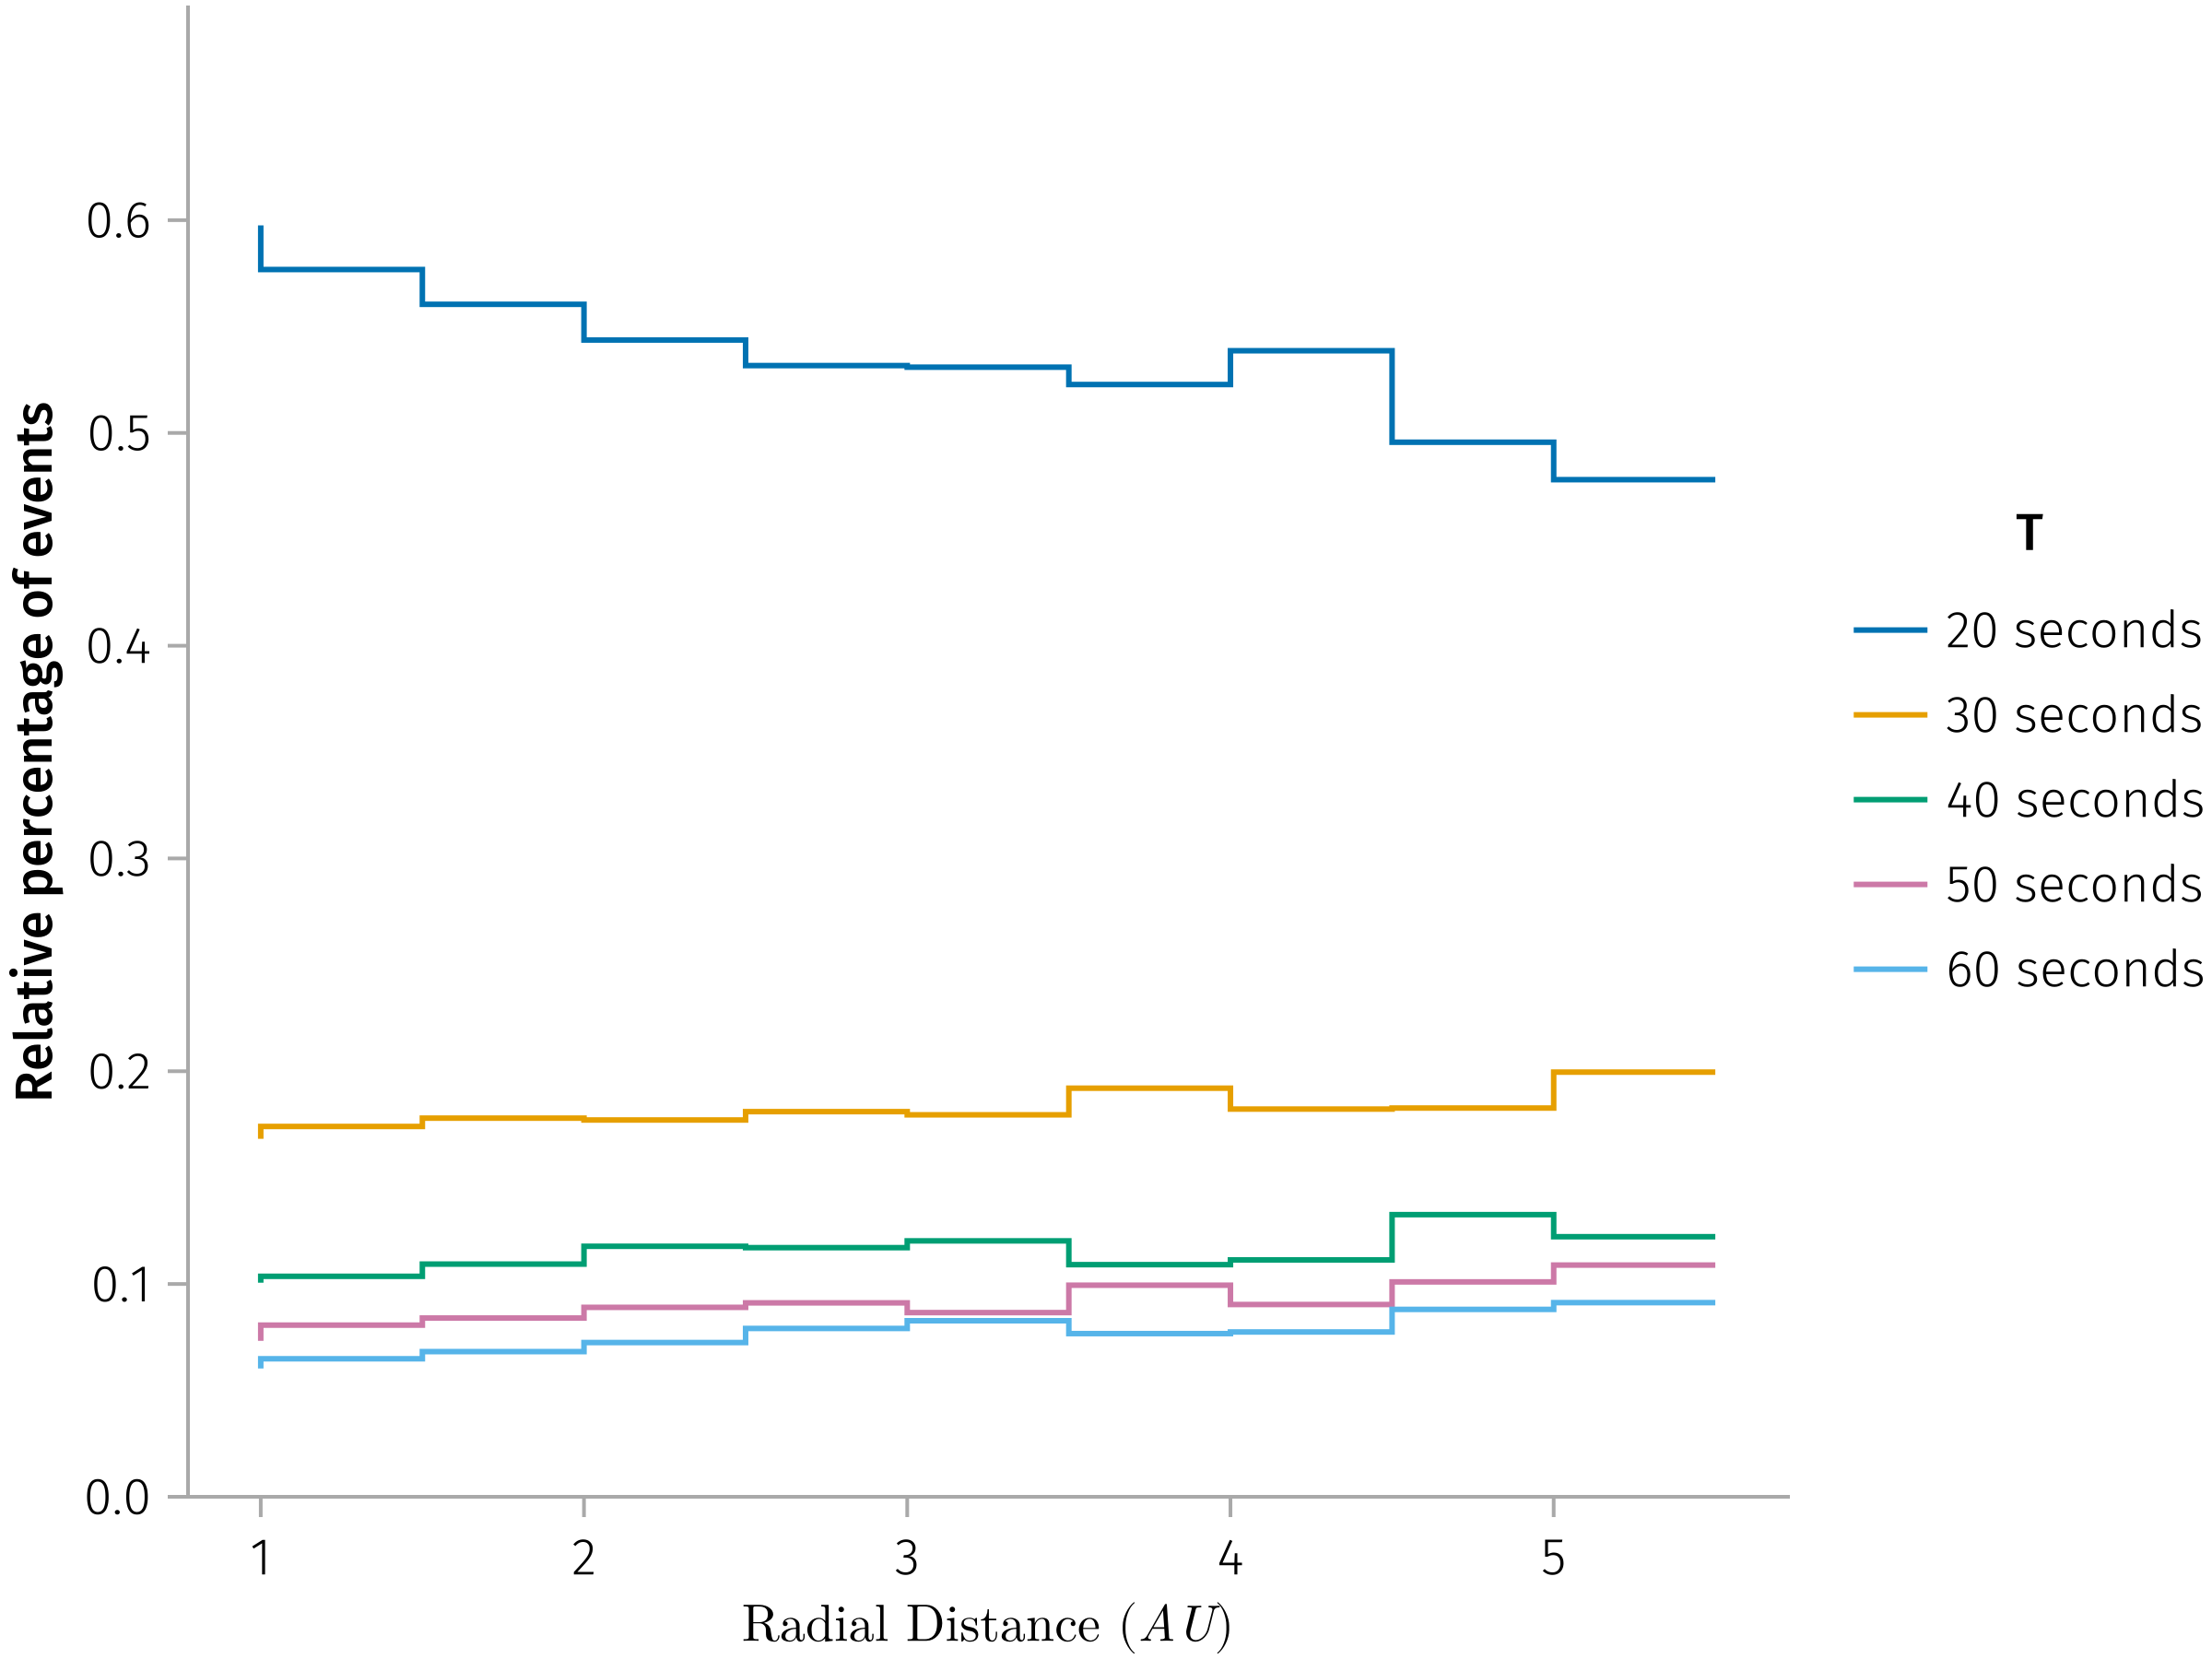 Relative percentage of events
0.6
0.5
0.4
0.3
0.2
0.1
0.0
1 2 3 4 5
Radial Distance (AU)
T
20 seconds
30 seconds
40 seconds
50 seconds
60 seconds